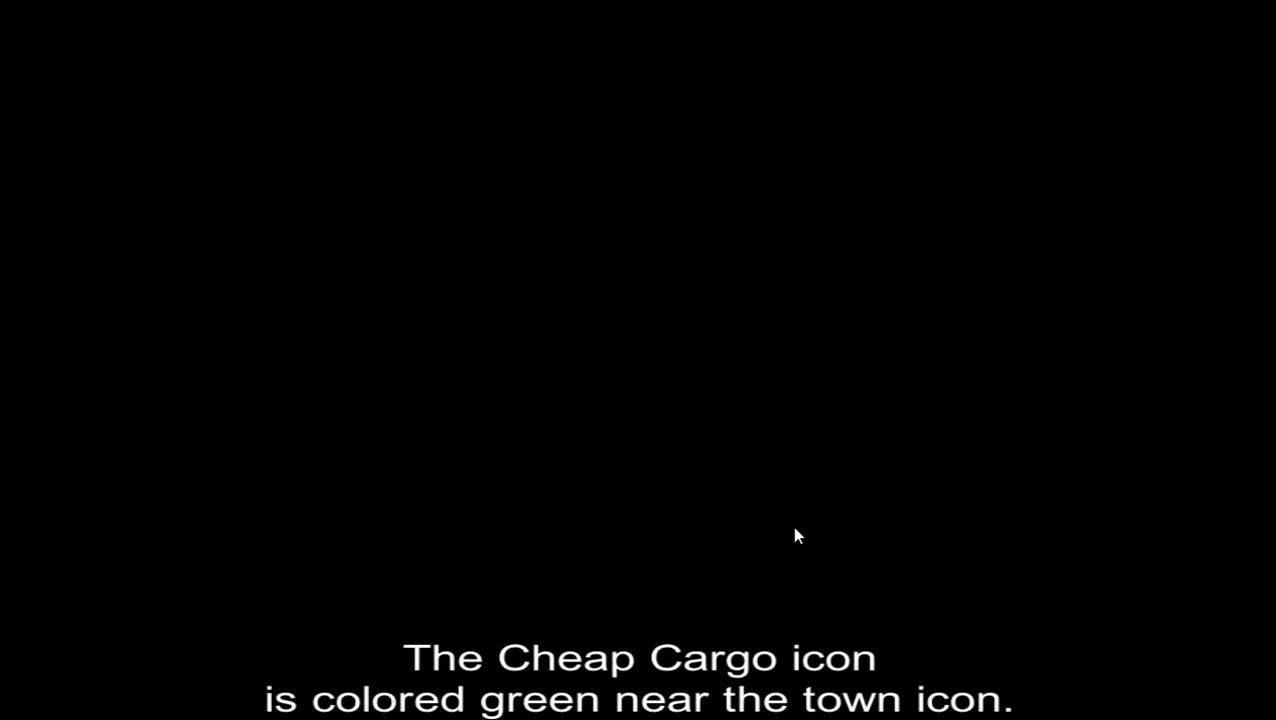 The Cheap Cargo icon
is colored green near the town icon.